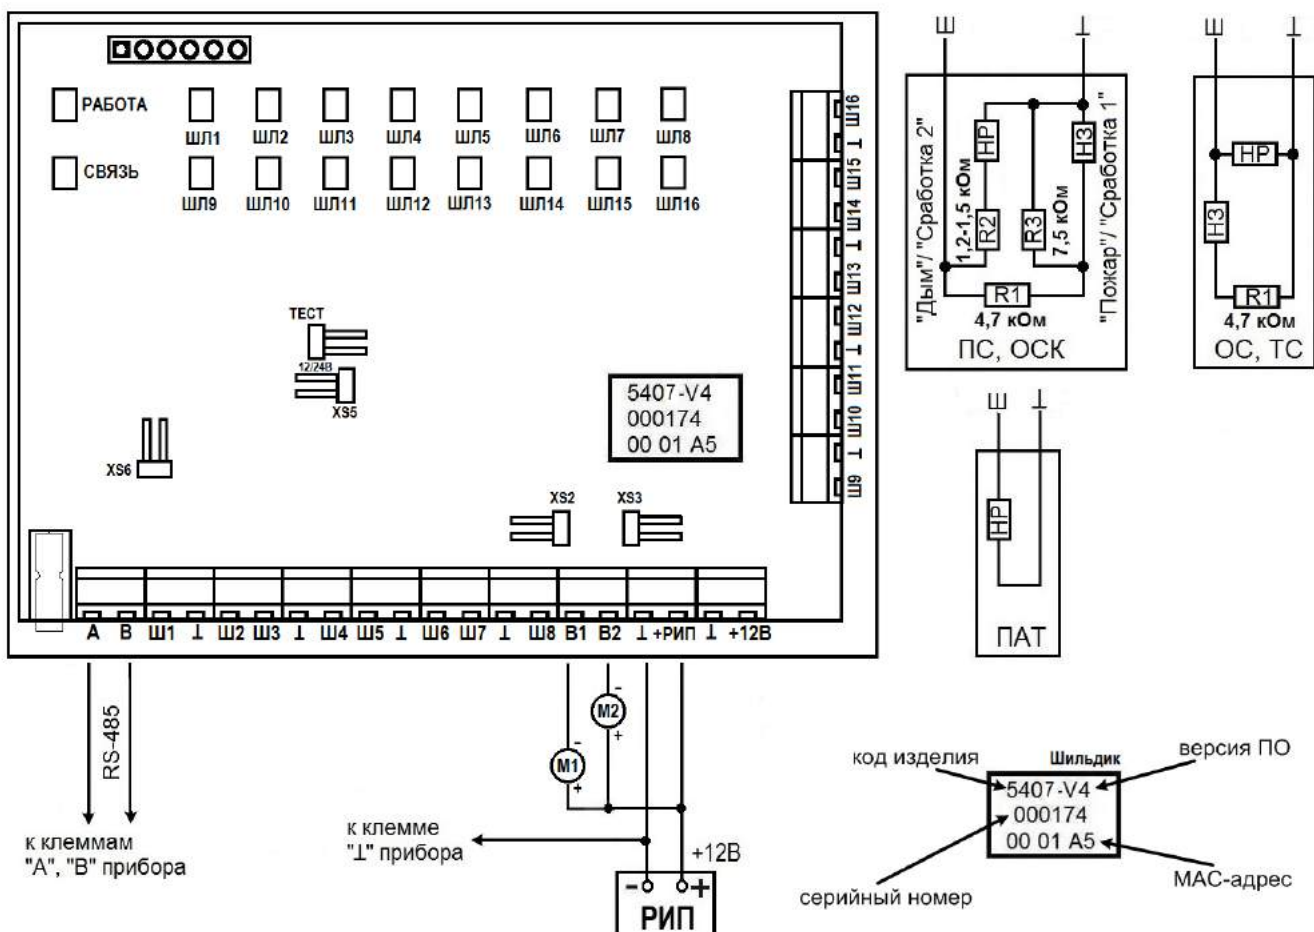 РАБОТА
СВЯЗЬ
ШЛ1 ШЛ2 ШЛ3 ШЛ4 ШЛ5 ШЛ6 ШЛ7 ШЛ8
ШЛ9 ШЛ10 ШЛ11 ШЛ12 ШЛ13 ШЛ14 ШЛ15 ШЛ16
ТЕСТ
12/24В
XS5
XS6
5407-V4
000174
00 01 A5
XS2
XS3
Ш16
⊥
Ш15
Ш14
⊥
Ш13
Ш12
⊥
Ш11
Ш10
⊥
Ш9
А В Ш1 ⊥ Ш2 Ш3 ⊥ Ш4 Ш5 ⊥ Ш6 Ш7 ⊥ Ш8 В1 В2 ⊥ +РИП ⊥ +12В
RS-485
к клеммам
"А", "В" прибора
- М2 +
- М1 +
к клемме
"⊥" прибора
+12В
- +
РИП
Ш ⊥
"Дым"/ "Сработка 2"
НР
R2
1,2-1,5 кОм
R3
7,5 кОм
НЗ
"Пожар"/ "Сработка 1"
R1
4,7 кОм
ПС, ОСК
Ш ⊥
НР
НЗ
R1
4,7 кОм
ОС, ТС
Ш ⊥
НР
ПАТ
код изделия
Шильдик
версия ПО
5407-V4
000174
00 01 A5
серийный номер
МАС-адрес